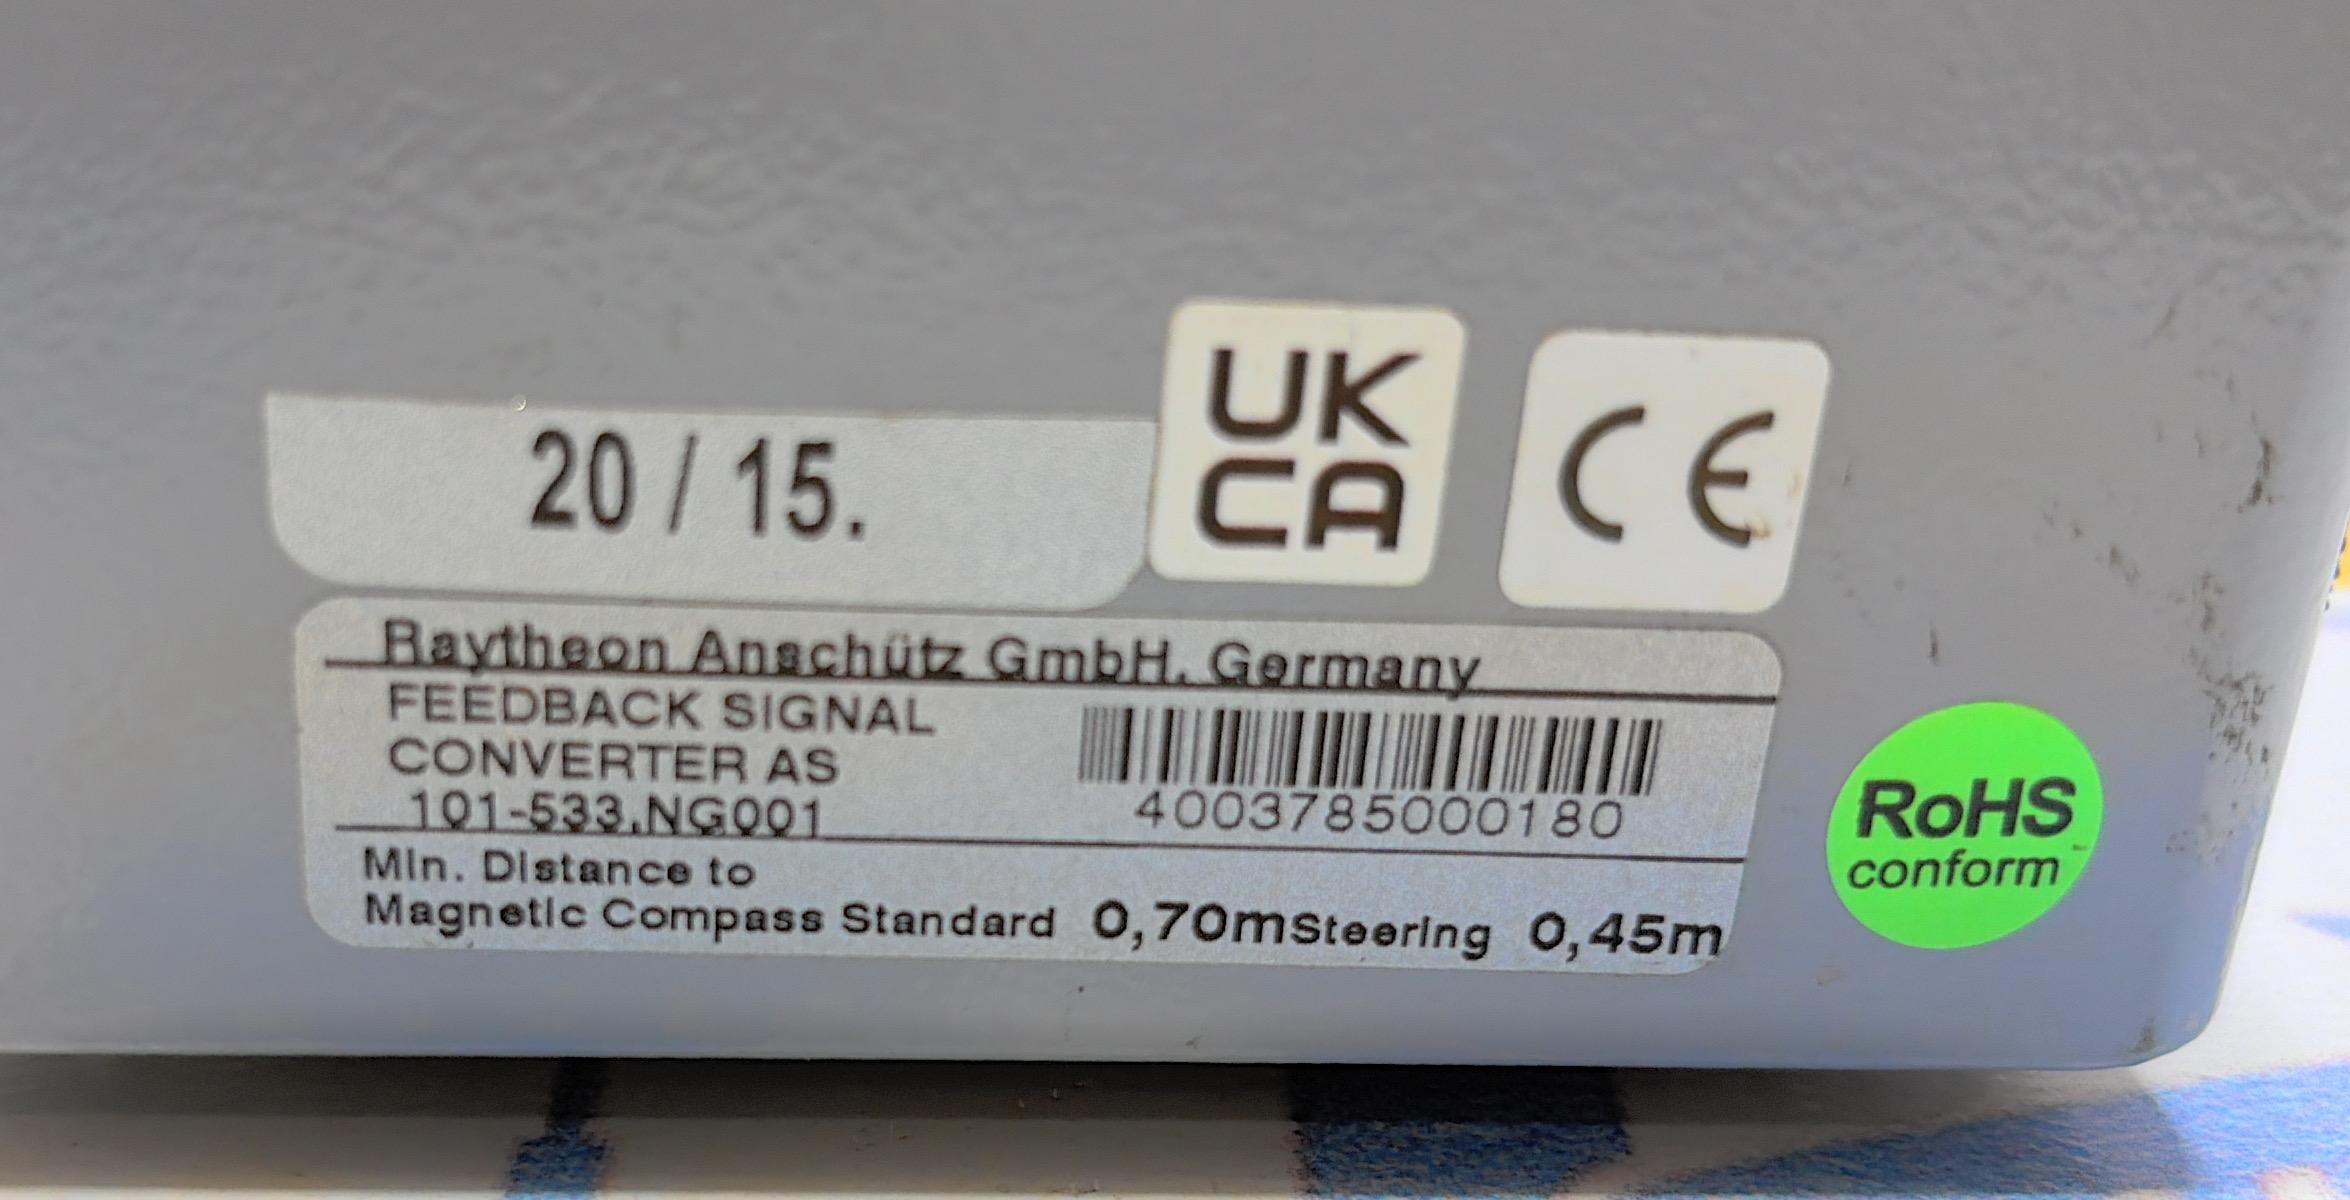 20 / 15.
UK
CA
CE
Raytheon Anschütz GmbH, Germany
FEEDBACK SIGNAL
CONVERTER AS
101-533.NG001
4003785000180
Min. Distance to
Magnetic Compass Standard 0,70m Steering 0,45m
RoHS
conform